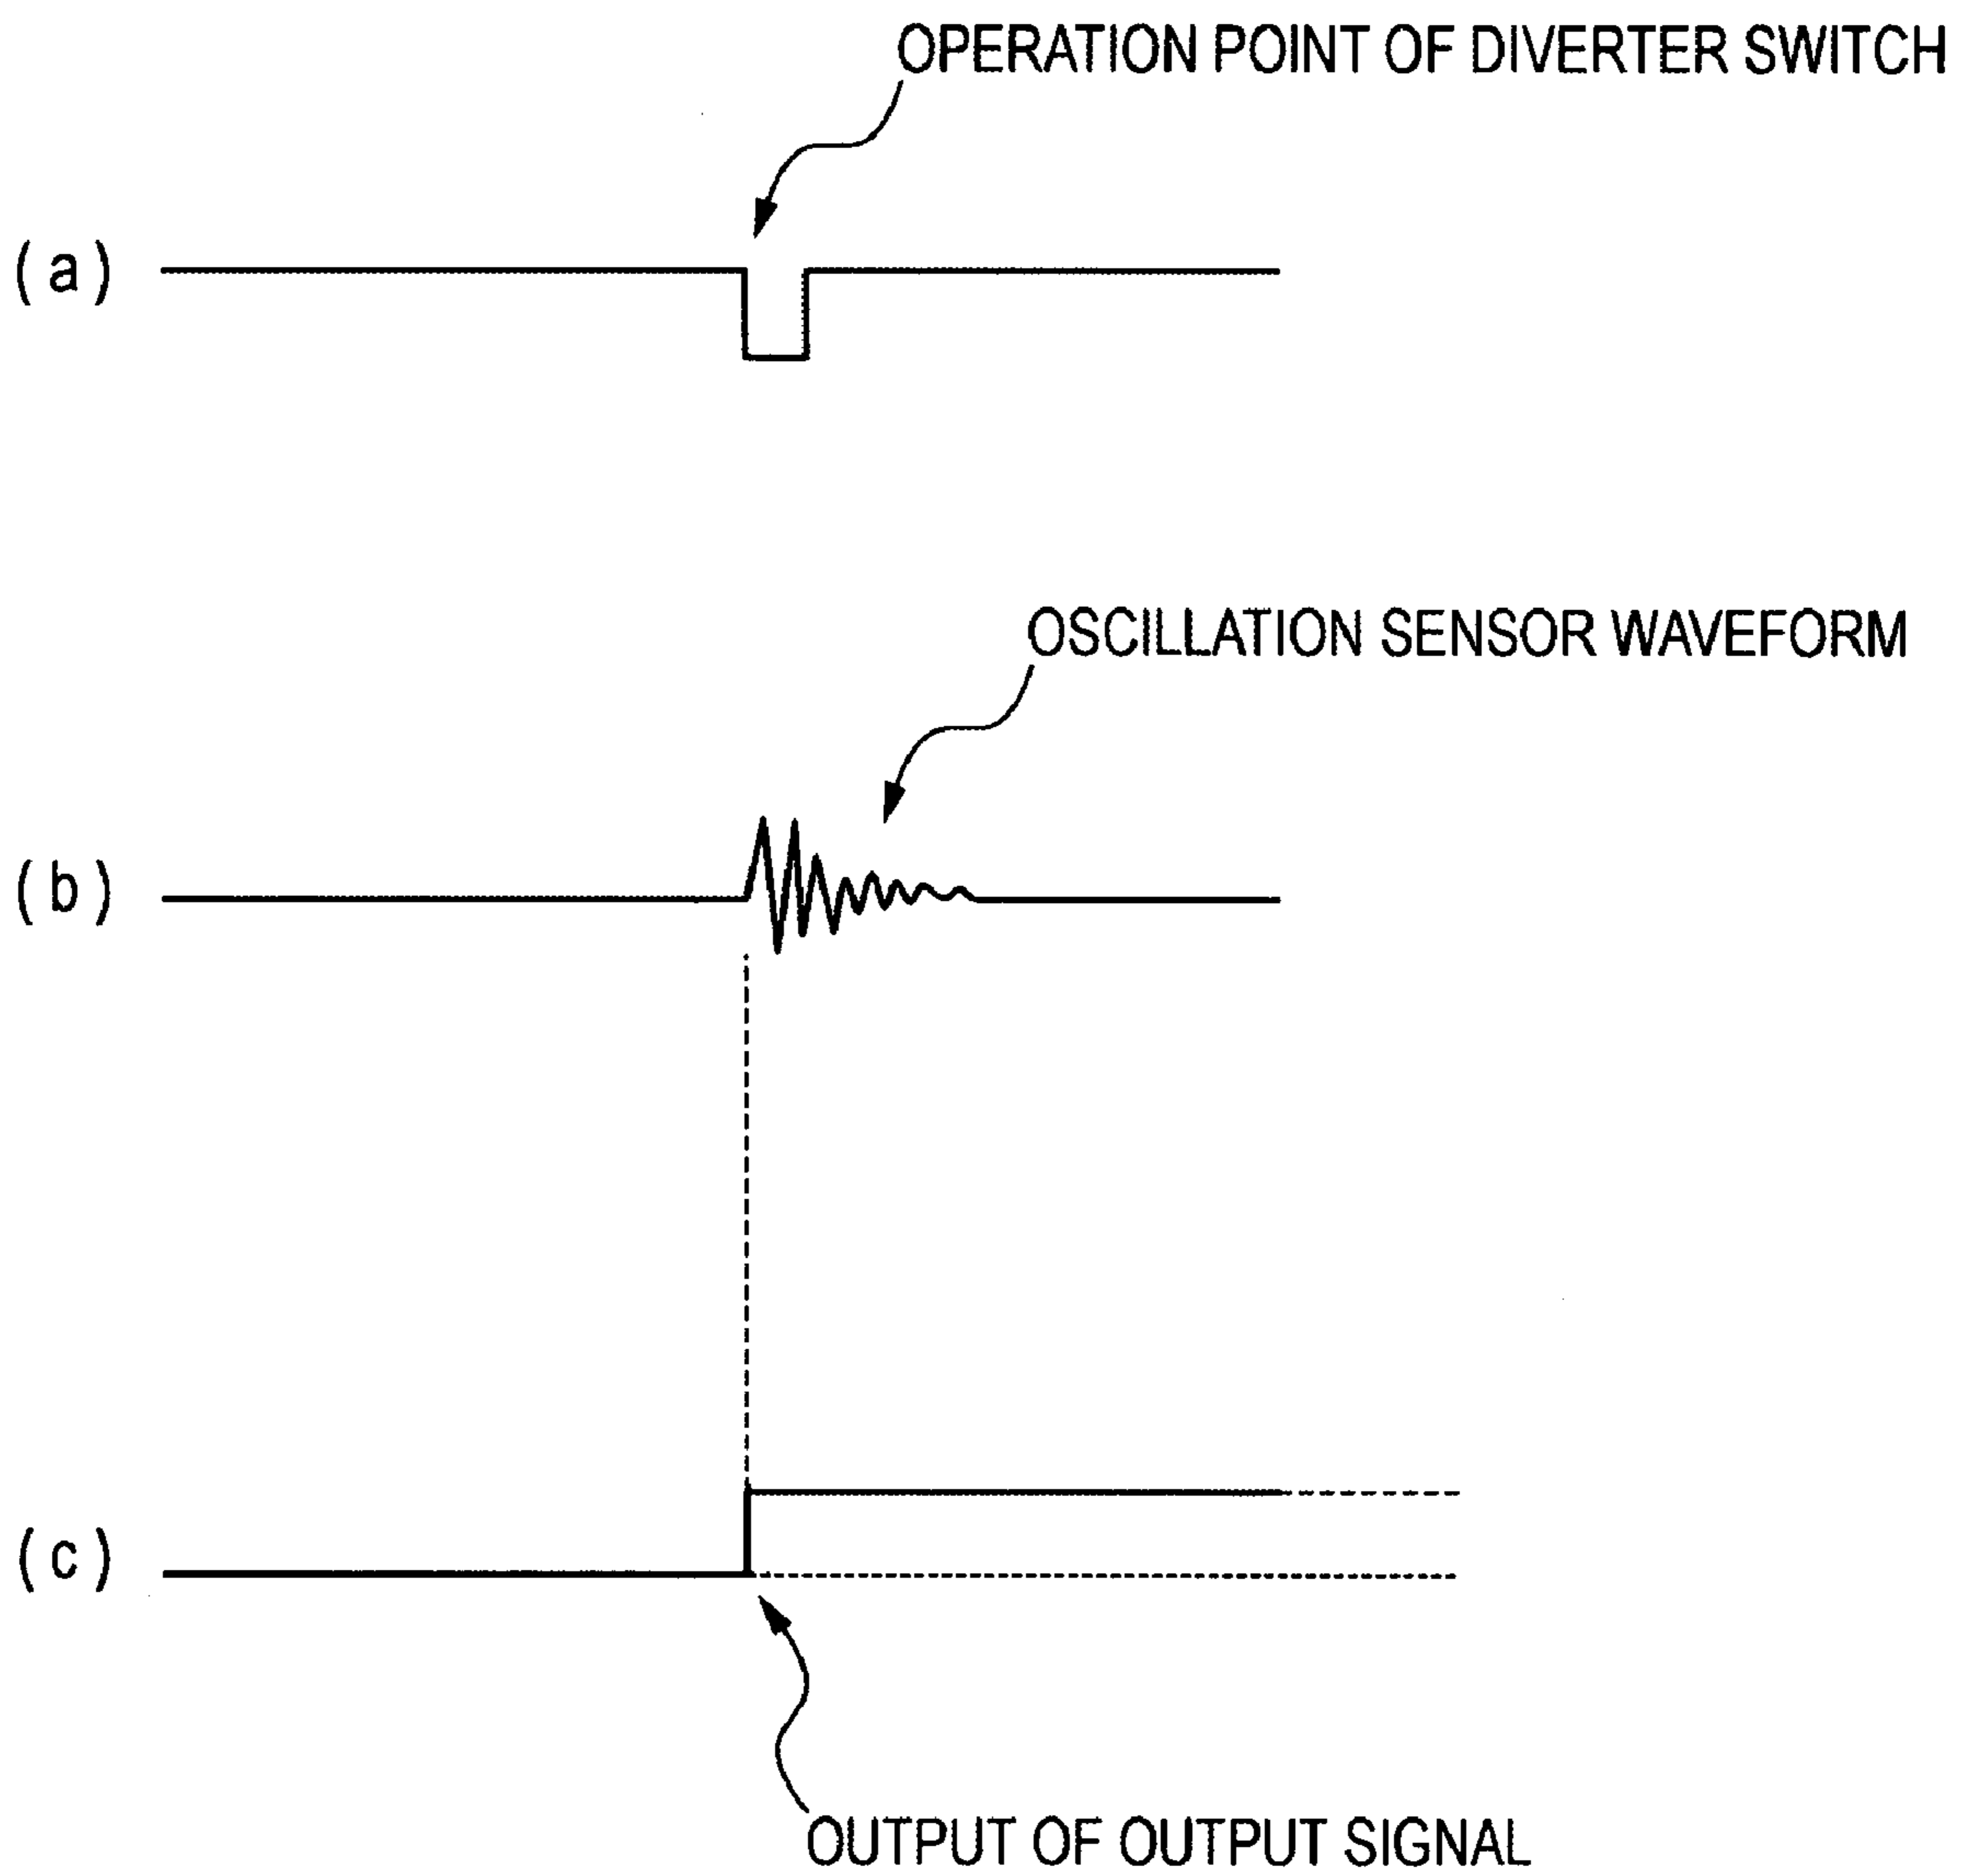 OPERATION POINT OF DIVERTER SWITCH
(a)
OSCILLATION SENSOR WAVEFORM
(b)
(c)
OUTPUT OF OUTPUT SIGNAL